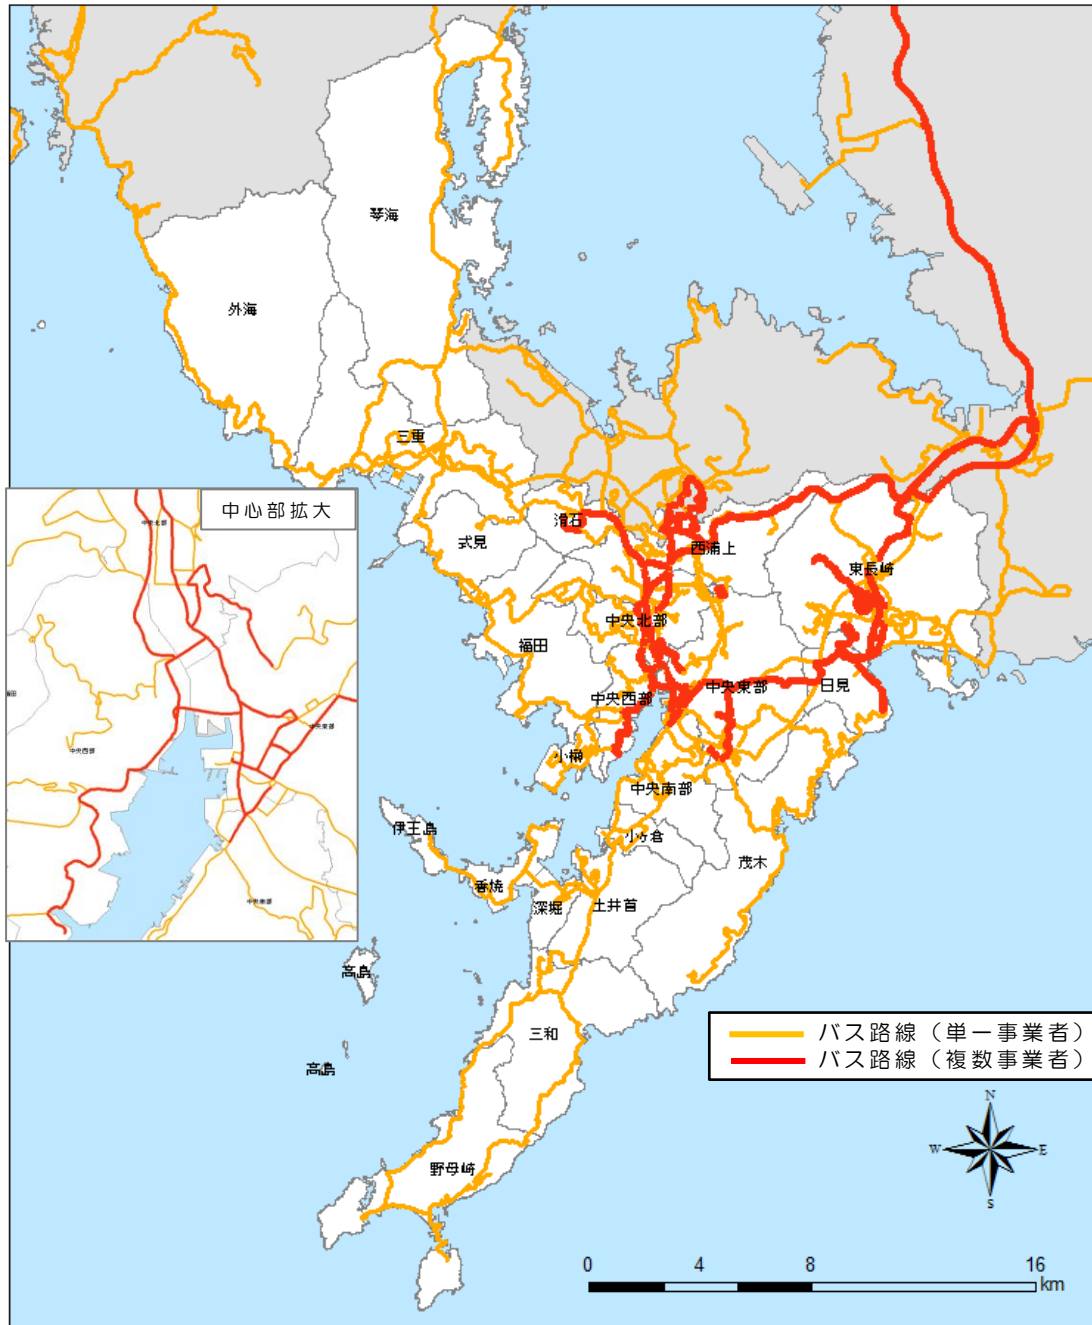 琴海
外海
三重
滑石
式見
西浦上
東長崎
中央北部
福田
中央西部
中央東部
日見
小榊
中央南部
小ヶ倉
茂木
伊王島
香焼
深堀
土井首
高島
三和
高島
野母崎
中心部拡大
中央北部
中央東部
中央西部
中央南部
バス路線（単一事業者）
バス路線（複数事業者）
N
W
E
S
0 4 8 16
km